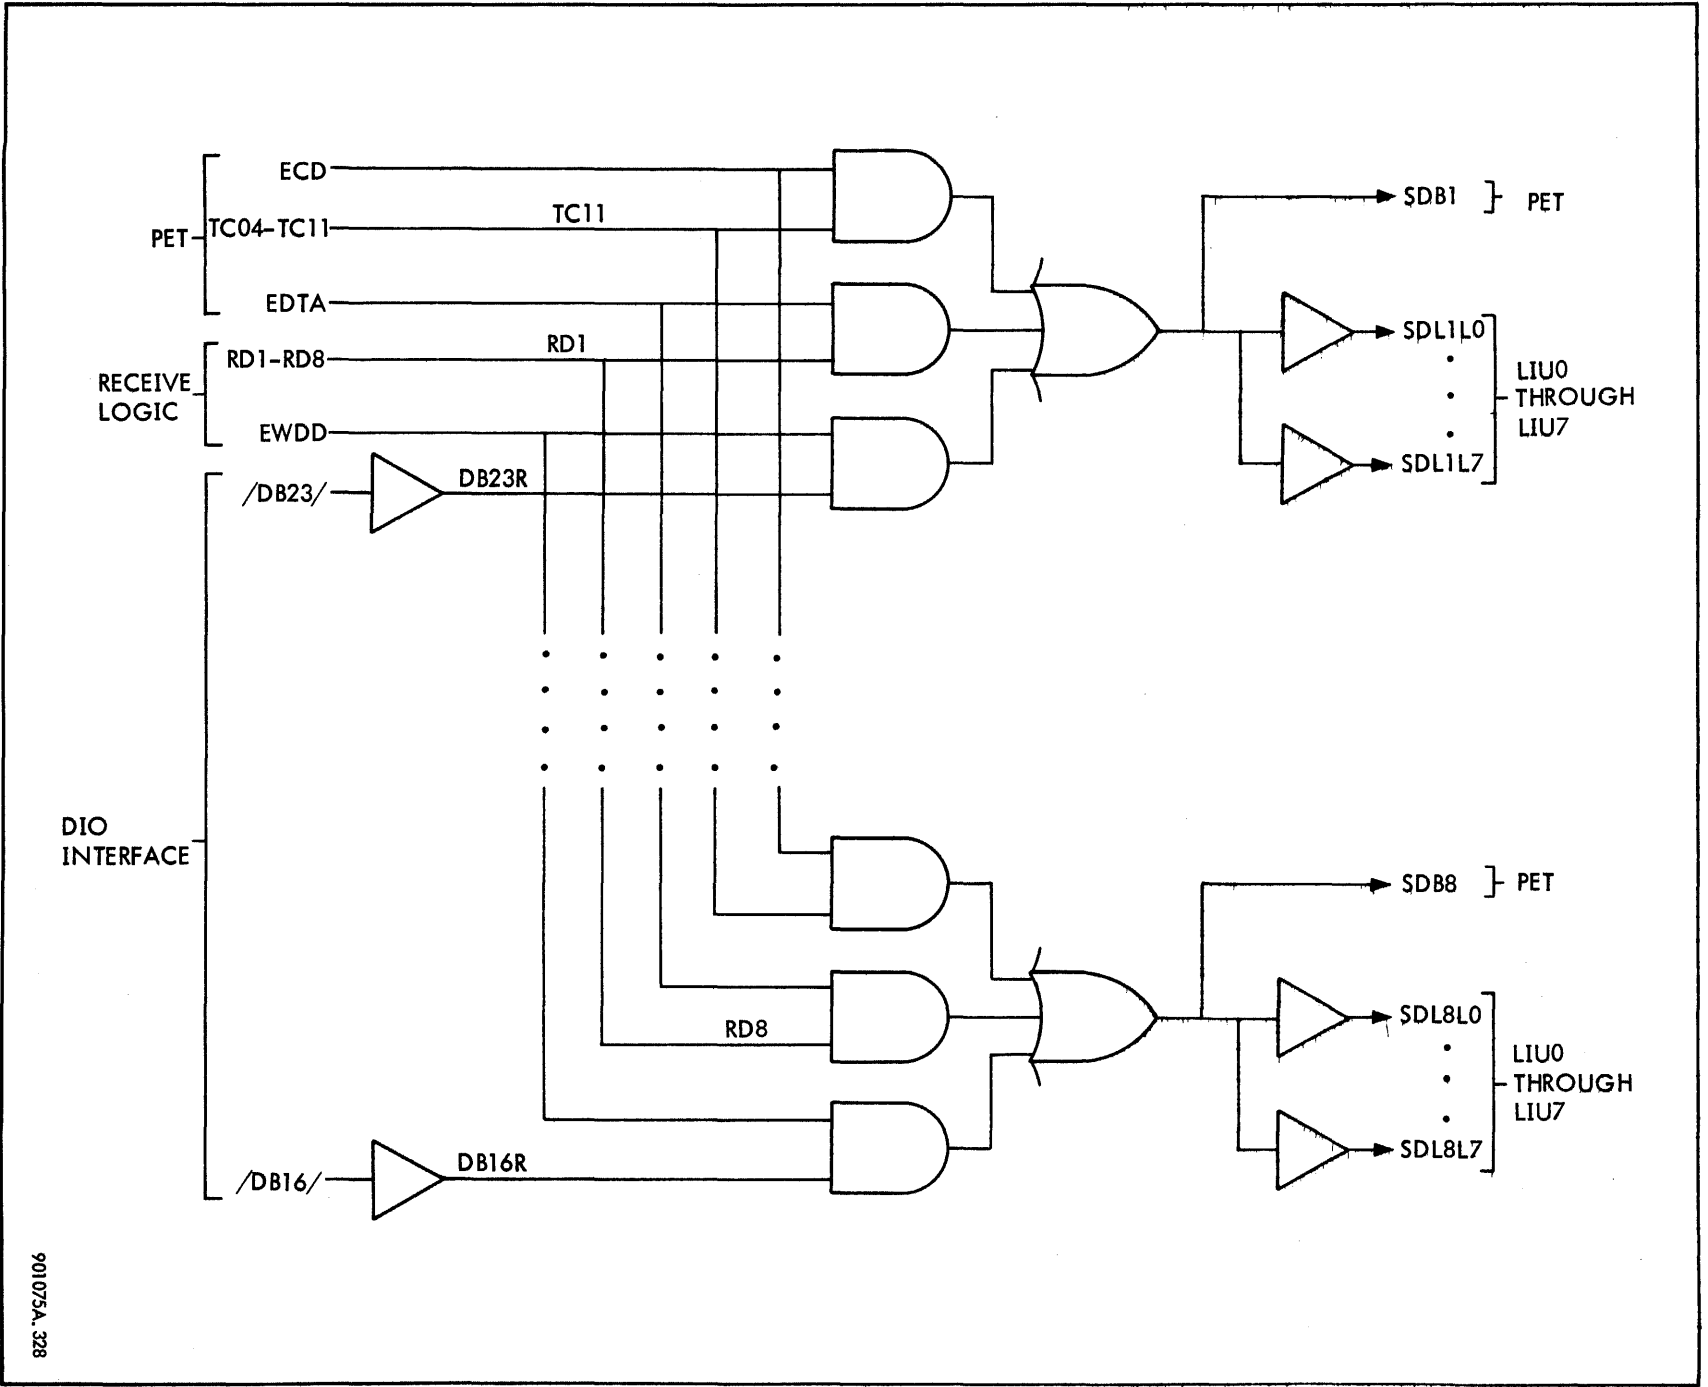 ECD
TC04-TC11
TC11
PET
EDTA
RD1-RD8
RD1
RECEIVE
LOGIC
EWDD
/DB23/
DB23R
SDB1
PET
SDL1L0
SDL1L7
LIU0
THROUGH
LIU7
DIO
INTERFACE
RD8
/DB16/
DB16R
SDB8
PET
SDL8L0
SDL8L7
LIU0
THROUGH
LIU7
901075A. 328